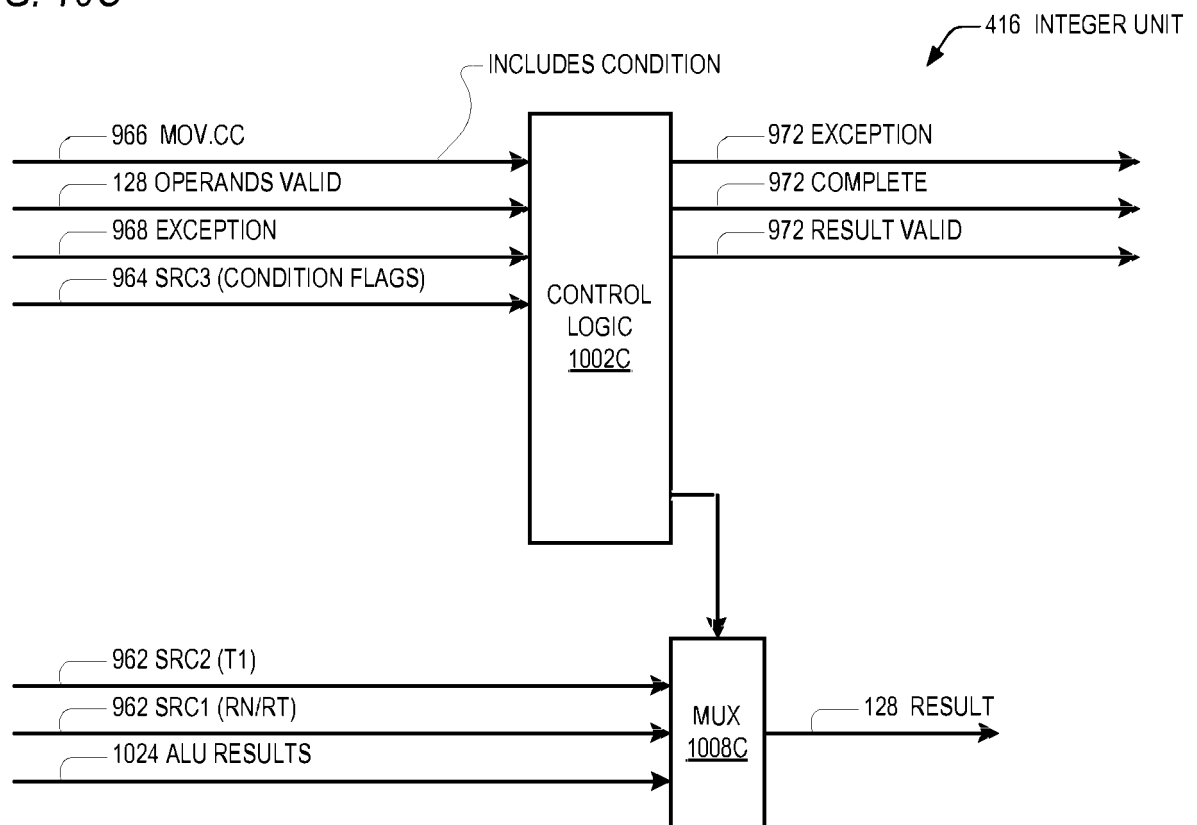 416 INTEGER UNIT
INCLUDES CONDITION
966 MOV.CC
128 OPERANDS VALID
968 EXCEPTION
964 SRC3 (CONDITION FLAGS)
CONTROL
LOGIC
1002C
972 EXCEPTION
972 COMPLETE
972 RESULT VALID
962 SRC2 (T1)
962 SRC1 (RN/RT)
1024 ALU RESULTS
MUX
1008C
128 RESULT